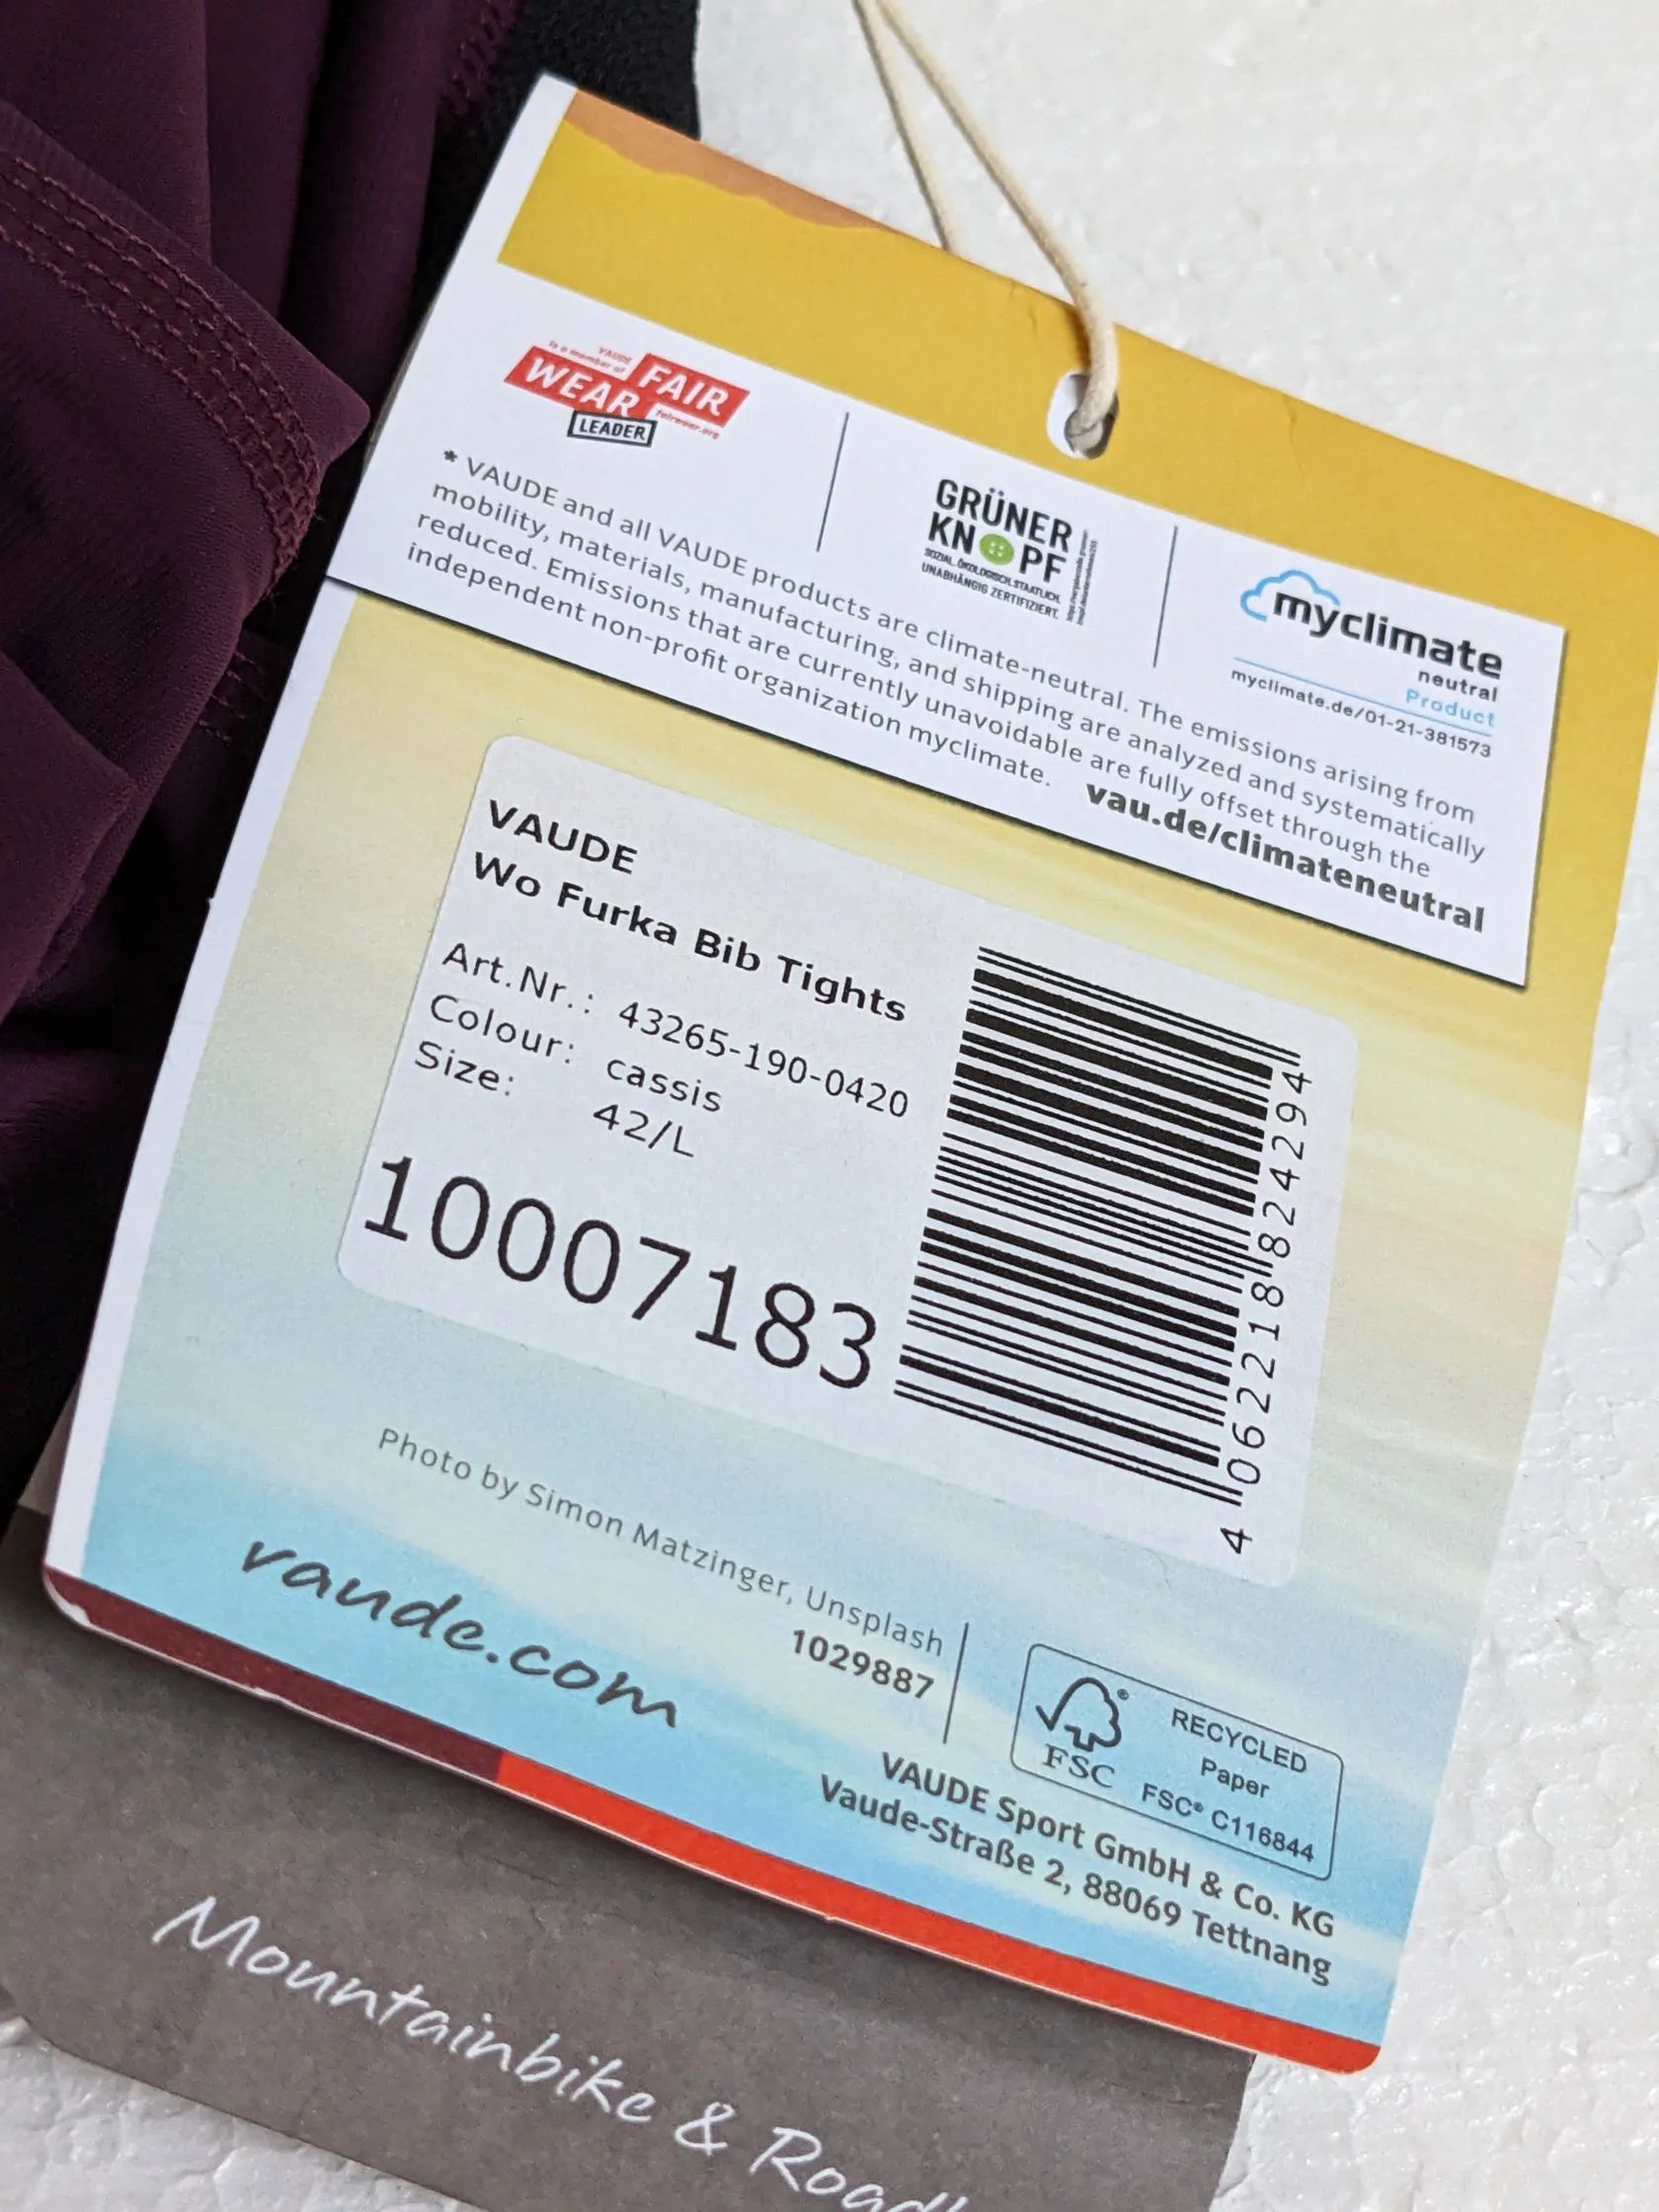 VAUDE
is a member of
FAIR
WEAR
fairwear.org
LEADER
GRÜNER
KNOPF
SOZIAL. ÖKOLOGISCH. STAATLICH.
UNABHÄNGIG ZERTIFIZIERT.
myclimate
neutral
Product
myclimate.de/01-21-381573
* VAUDE and all VAUDE products are climate-neutral. The emissions arising from
mobility, materials, manufacturing, and shipping are analyzed and systematically
reduced. Emissions that are currently unavoidable are fully offset through the
independent non-profit organization myclimate. vau.de/climateneutral
VAUDE
Wo Furka Bib Tights
Art.Nr.: 43265-190-0420
Colour: cassis
Size: 42/L
10007183
4 062218 824294
Photo by Simon Matzinger, Unsplash
1029887
vaude.com
FSC
RECYCLED
Paper
FSC® C116844
VAUDE Sport GmbH & Co. KG
Vaude-Straße 2, 88069 Tettnang
Mountainbike & Road